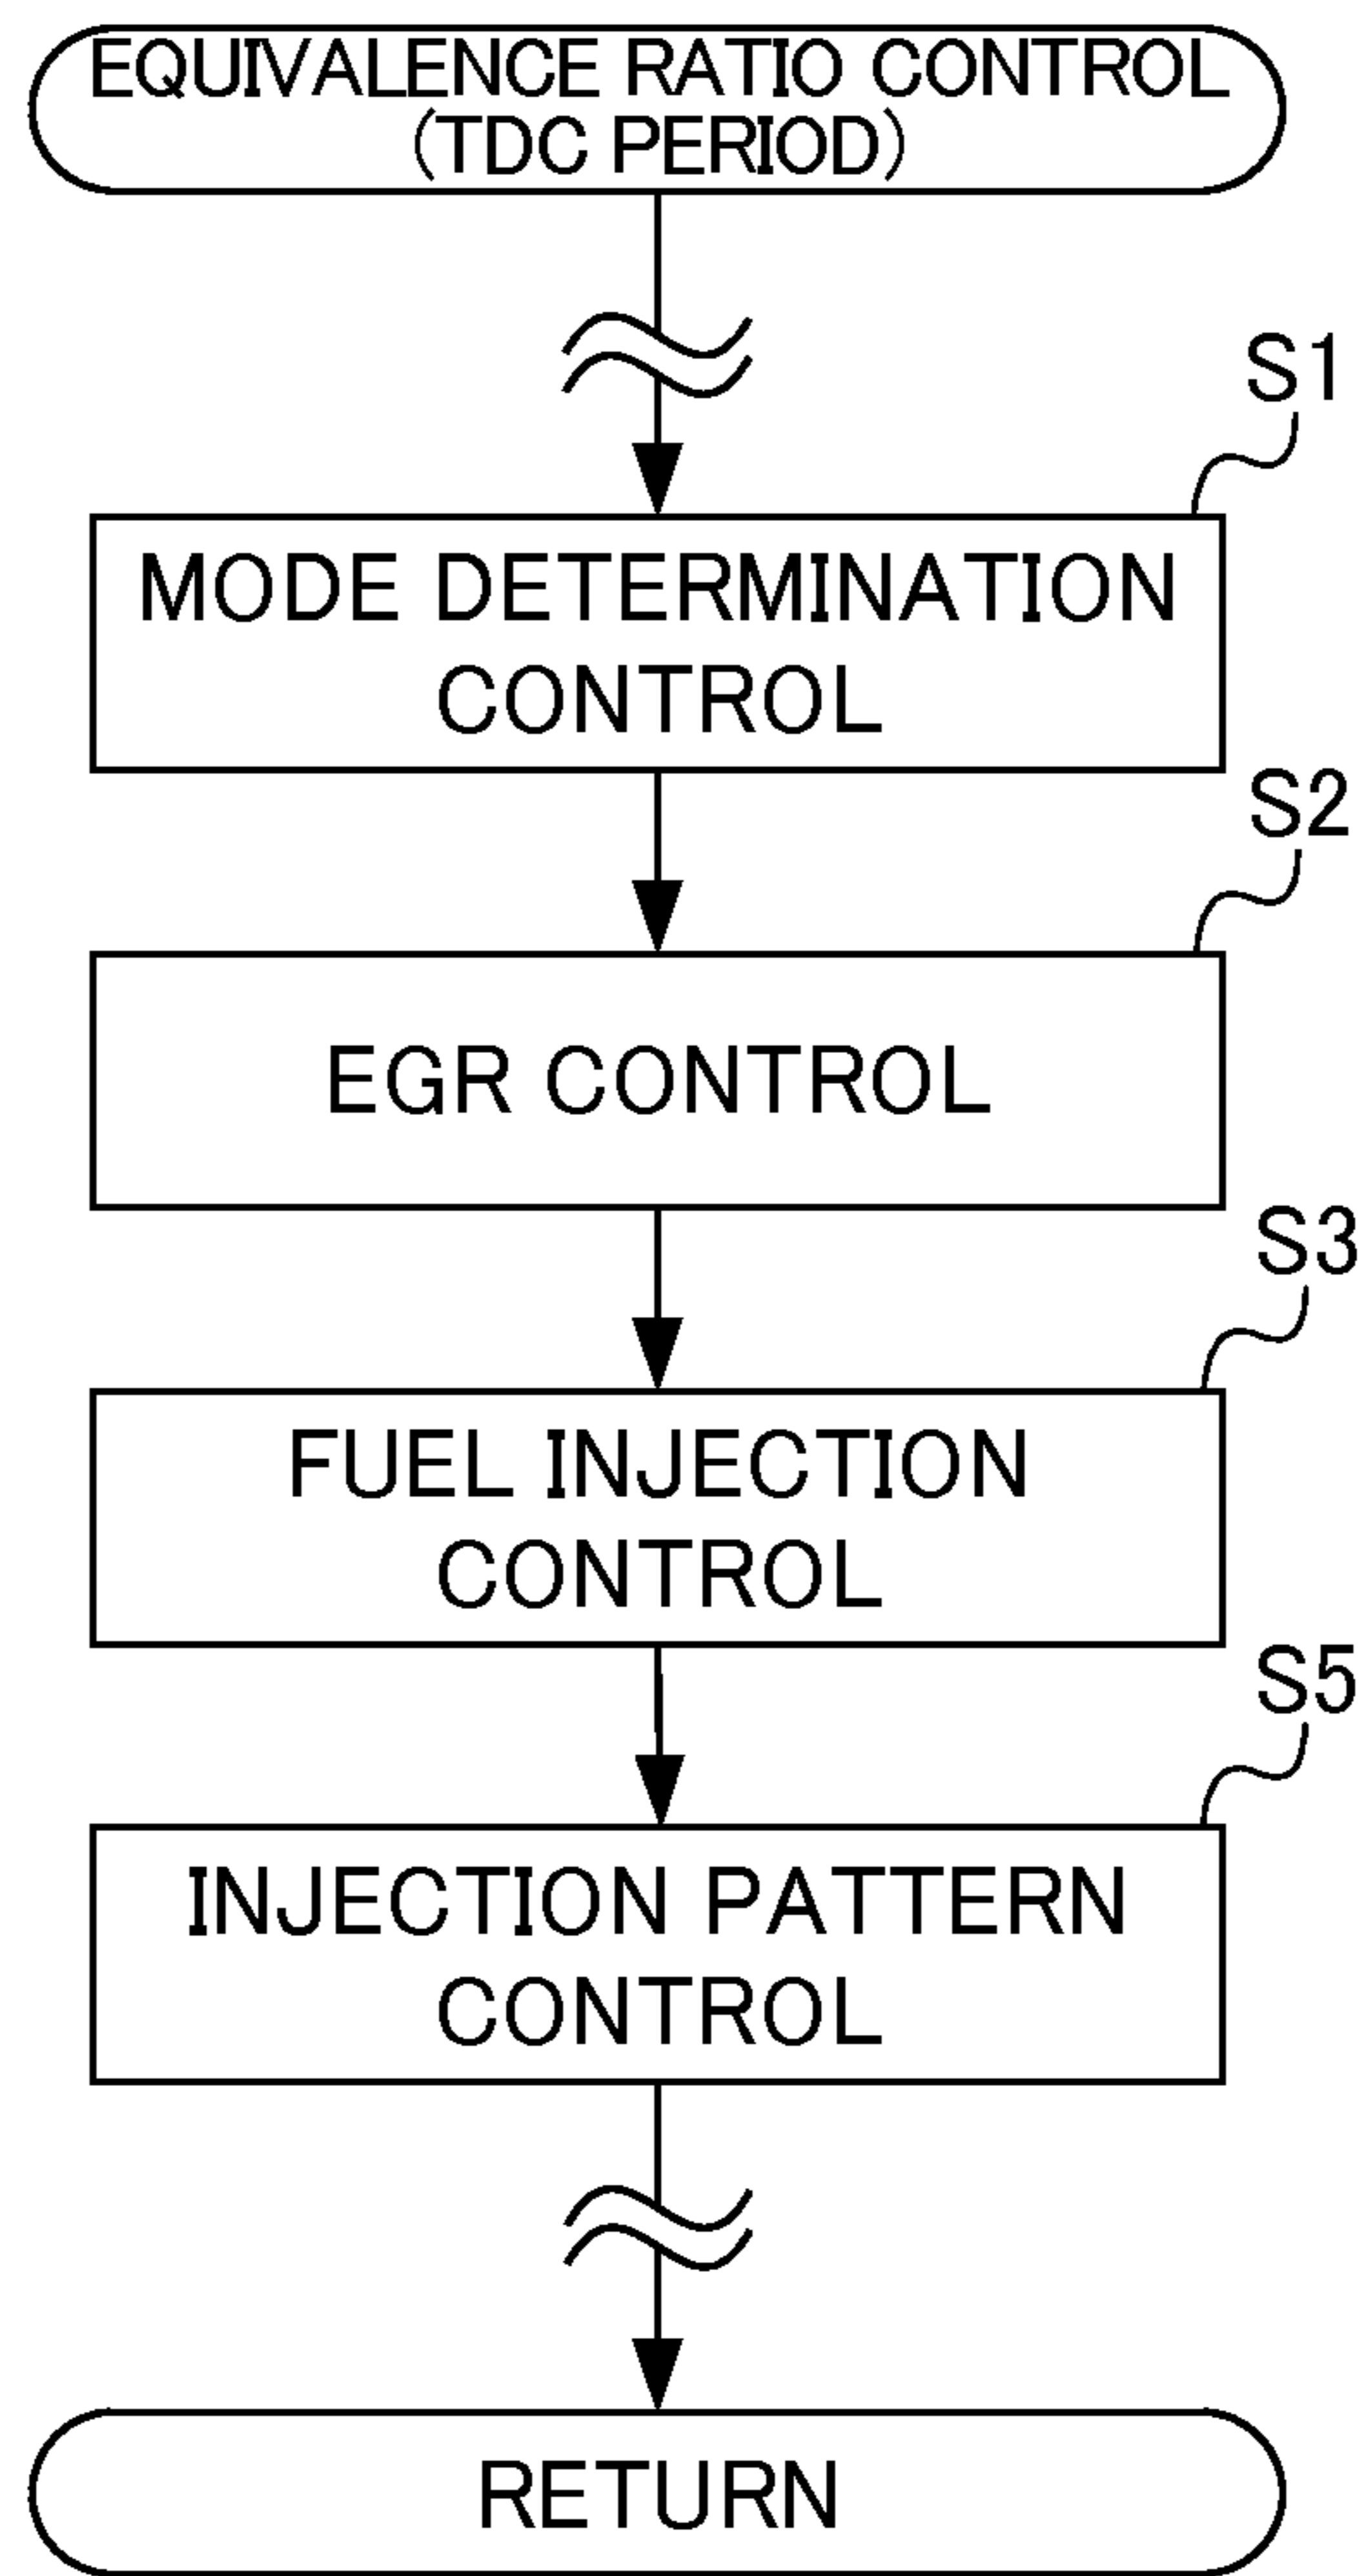 EQUIVALENCE RATIO CONTROL
(TDC PERIOD)
S1
MODE DETERMINATION
CONTROL
S2
EGR CONTROL
S3
FUEL INJECTION
CONTROL
S5
INJECTION PATTERN
CONTROL
RETURN